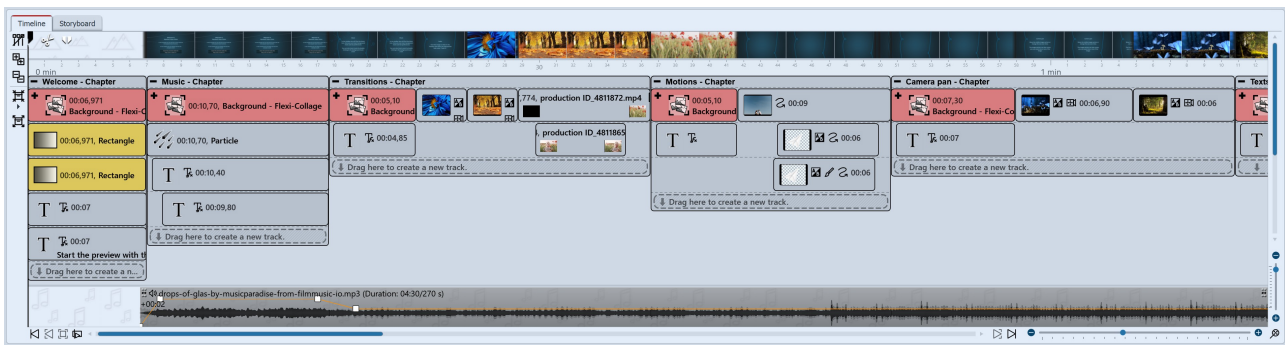 Timeline Storyboard
0 min
30
1 min
Welcome - Chapter
Music - Chapter
Transitions - Chapter
Motions - Chapter
Camera pan - Chapter
Texts
00:06,971
Background - Flexi-C
00:10,70, Background - Flexi-Collage
00:05,10
Background
,774, production ID_4811872.mp4
00:05,10
Background
00:09
00:07,30
Background - Flexi-Co
00:06,90
00:06
00:06,971, Rectangle
00:10,70, Particle
T 00:04,85
), production ID_4811865
T
00:06
T 00:07
T
00:06,971, Rectangle
T 00:10,40
Drag here to create a new track.
00:06
Drag here to create a new track.
T 00:07
T 00:09,80
Drag here to create a new track.
T 00:07
Start the preview with t
Drag here to create a new track.
Drag here to create a n...
drops-of-glas-by-musicparadise-from-filmmusic-io.mp3 (Duration: 04:30/270 s)
+00:02